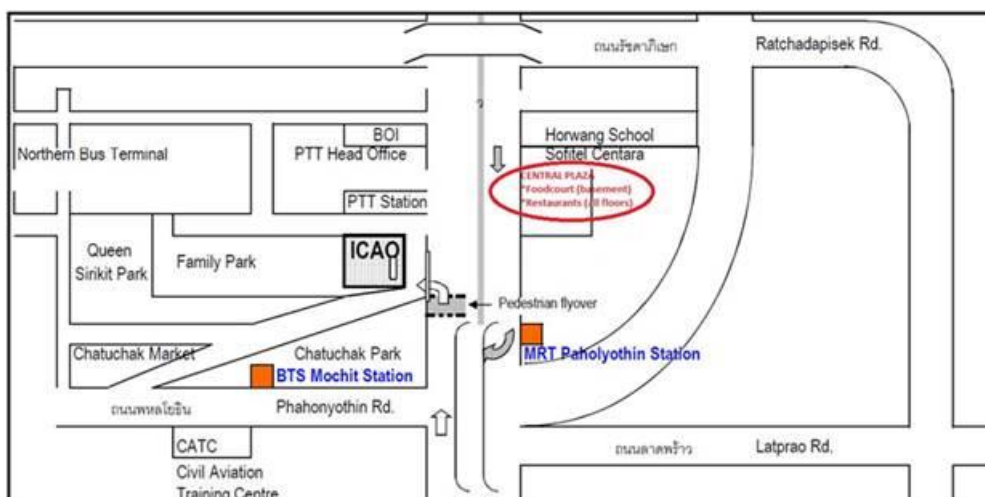 ถนนรัชดาภิเษก
Ratchadapisek Rd.
BOI
Horwang School
Northern Bus Terminal
PTT Head Office
Sofitel Centara
CENTRAL PLAZA
*Foodcourt (basement)
*Restaurants (all floors)
PTT Station
ICAO
Queen
Sirikit Park
Family Park
Pedestrian flyover
Chatuchak Market
Chatuchak Park
MRT Paholyothin Station
BTS Mochit Station
ถนนพหลโยธิน
Phahonyothin Rd.
CATC
ถนนลาดพร้าว
Latprao Rd.
Civil Aviation
Training Centre